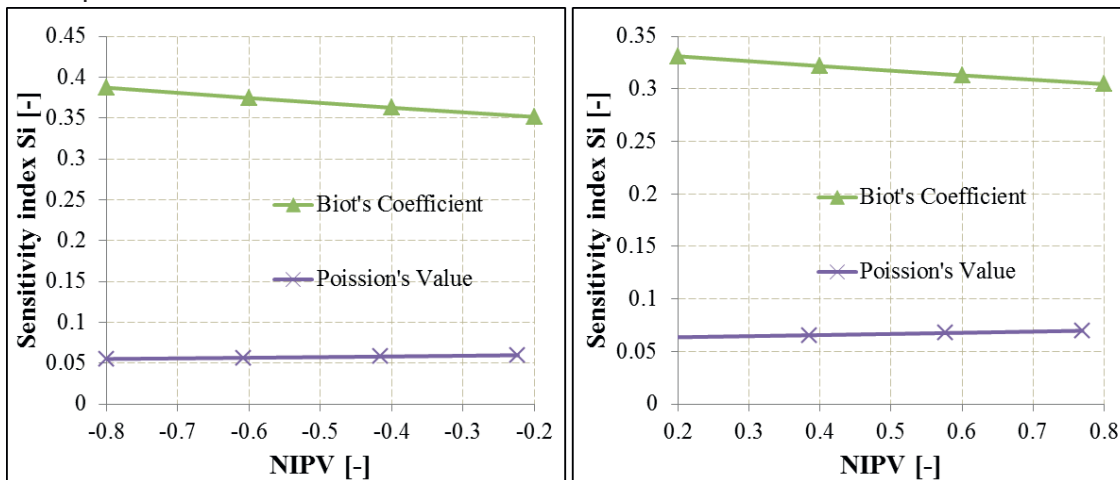 0.45
0.4
0.35
0.3
0.25
0.2
0.15
0.1
0.05
0
Sensitivity index Si [-]
Biot's Coefficient
Poission's Value
-0.8 -0.7 -0.6 -0.5 -0.4 -0.3 -0.2
NIPV [-]
0.35
0.3
0.25
0.2
0.15
0.1
0.05
0
Sensitivity index Si [-]
Biot's Coefficient
Poission's Value
0.2 0.3 0.4 0.5 0.6 0.7 0.8
NIPV [-]